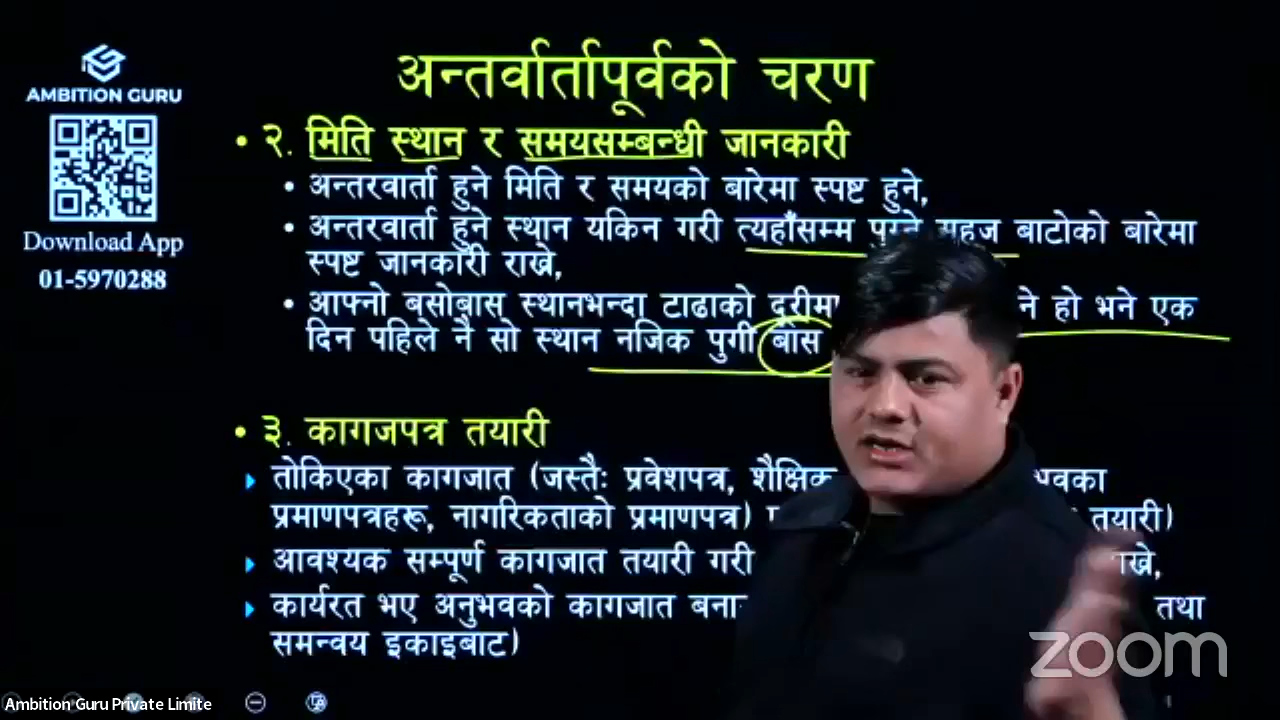 AMBITION GURU
Download App
01-5970288
अन्तर्वार्तापूर्वको चरण
• २. मिति स्थान र समयसम्बन्धी जानकारी
• अन्तरवार्ता हुने मिति र समयको बारेमा स्पष्ट हुने,
• अन्तरवार्ता हुने स्थान यकिन गरी त्यहाँसम्म पुग्ने सहज बाटोको बारेमा
स्पष्ट जानकारी राख्ने,
• आफ्नो बसोबास स्थानभन्दा टाढाको दूरीमा हो भने एक
दिन पहिले नै सो स्थान नजिक पुगी बास
• ३. कागजपत्र तयारी
तोकिएका कागजात (जस्तैः प्रवेशपत्र, शैक्षिक
प्रमाणपत्रहरू, नागरिकताको प्रमाणपत्र) तयारी)
आवश्यक सम्पूर्ण कागजात तयारी गरी
कार्यरत भए अनुभवको कागजात तथा
समन्वय इकाइबाट)
zoom
Ambition Guru Private Limite